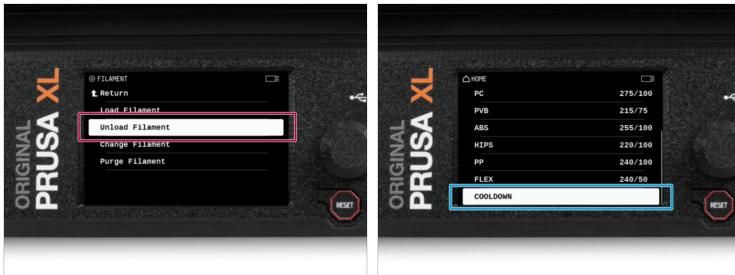 ORIGINAL
PRUSA XL
FILAMENT
Return
Load Filament
Unload Filament
Change Filament
Purge Filament
RESET
ORIGINAL
PRUSA XL
HOME
PC 275/100
PVB 215/75
ABS 255/100
HIPS 220/100
PP 240/100
FLEX 240/50
COOLDOWN
RESET